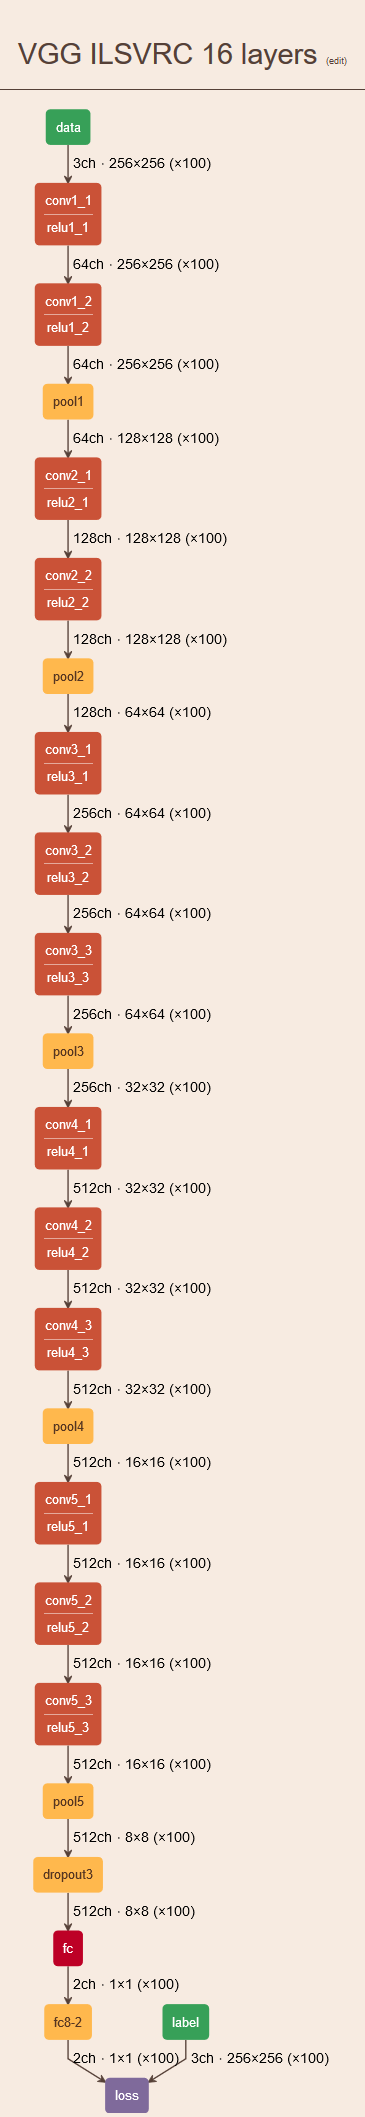 VGG ILSVRC 16 layers (edit)
data
3ch · 256×256 (×100)
conv1_1
relu1_1
64ch · 256×256 (×100)
conv1_2
relu1_2
64ch · 256×256 (×100)
pool1
64ch · 128×128 (×100)
conv2_1
relu2_1
128ch · 128×128 (×100)
conv2_2
relu2_2
128ch · 128×128 (×100)
pool2
128ch · 64×64 (×100)
conv3_1
relu3_1
256ch · 64×64 (×100)
conv3_2
relu3_2
256ch · 64×64 (×100)
conv3_3
relu3_3
256ch · 64×64 (×100)
pool3
256ch · 32×32 (×100)
conv4_1
relu4_1
512ch · 32×32 (×100)
conv4_2
relu4_2
512ch · 32×32 (×100)
conv4_3
relu4_3
512ch · 32×32 (×100)
pool4
512ch · 16×16 (×100)
conv5_1
relu5_1
512ch · 16×16 (×100)
conv5_2
relu5_2
512ch · 16×16 (×100)
conv5_3
relu5_3
512ch · 16×16 (×100)
pool5
512ch · 8×8 (×100)
dropout3
512ch · 8×8 (×100)
fc
2ch · 1×1 (×100)
fc8-2 label
2ch · 1×1 (×100) 3ch · 256×256 (×100)
loss